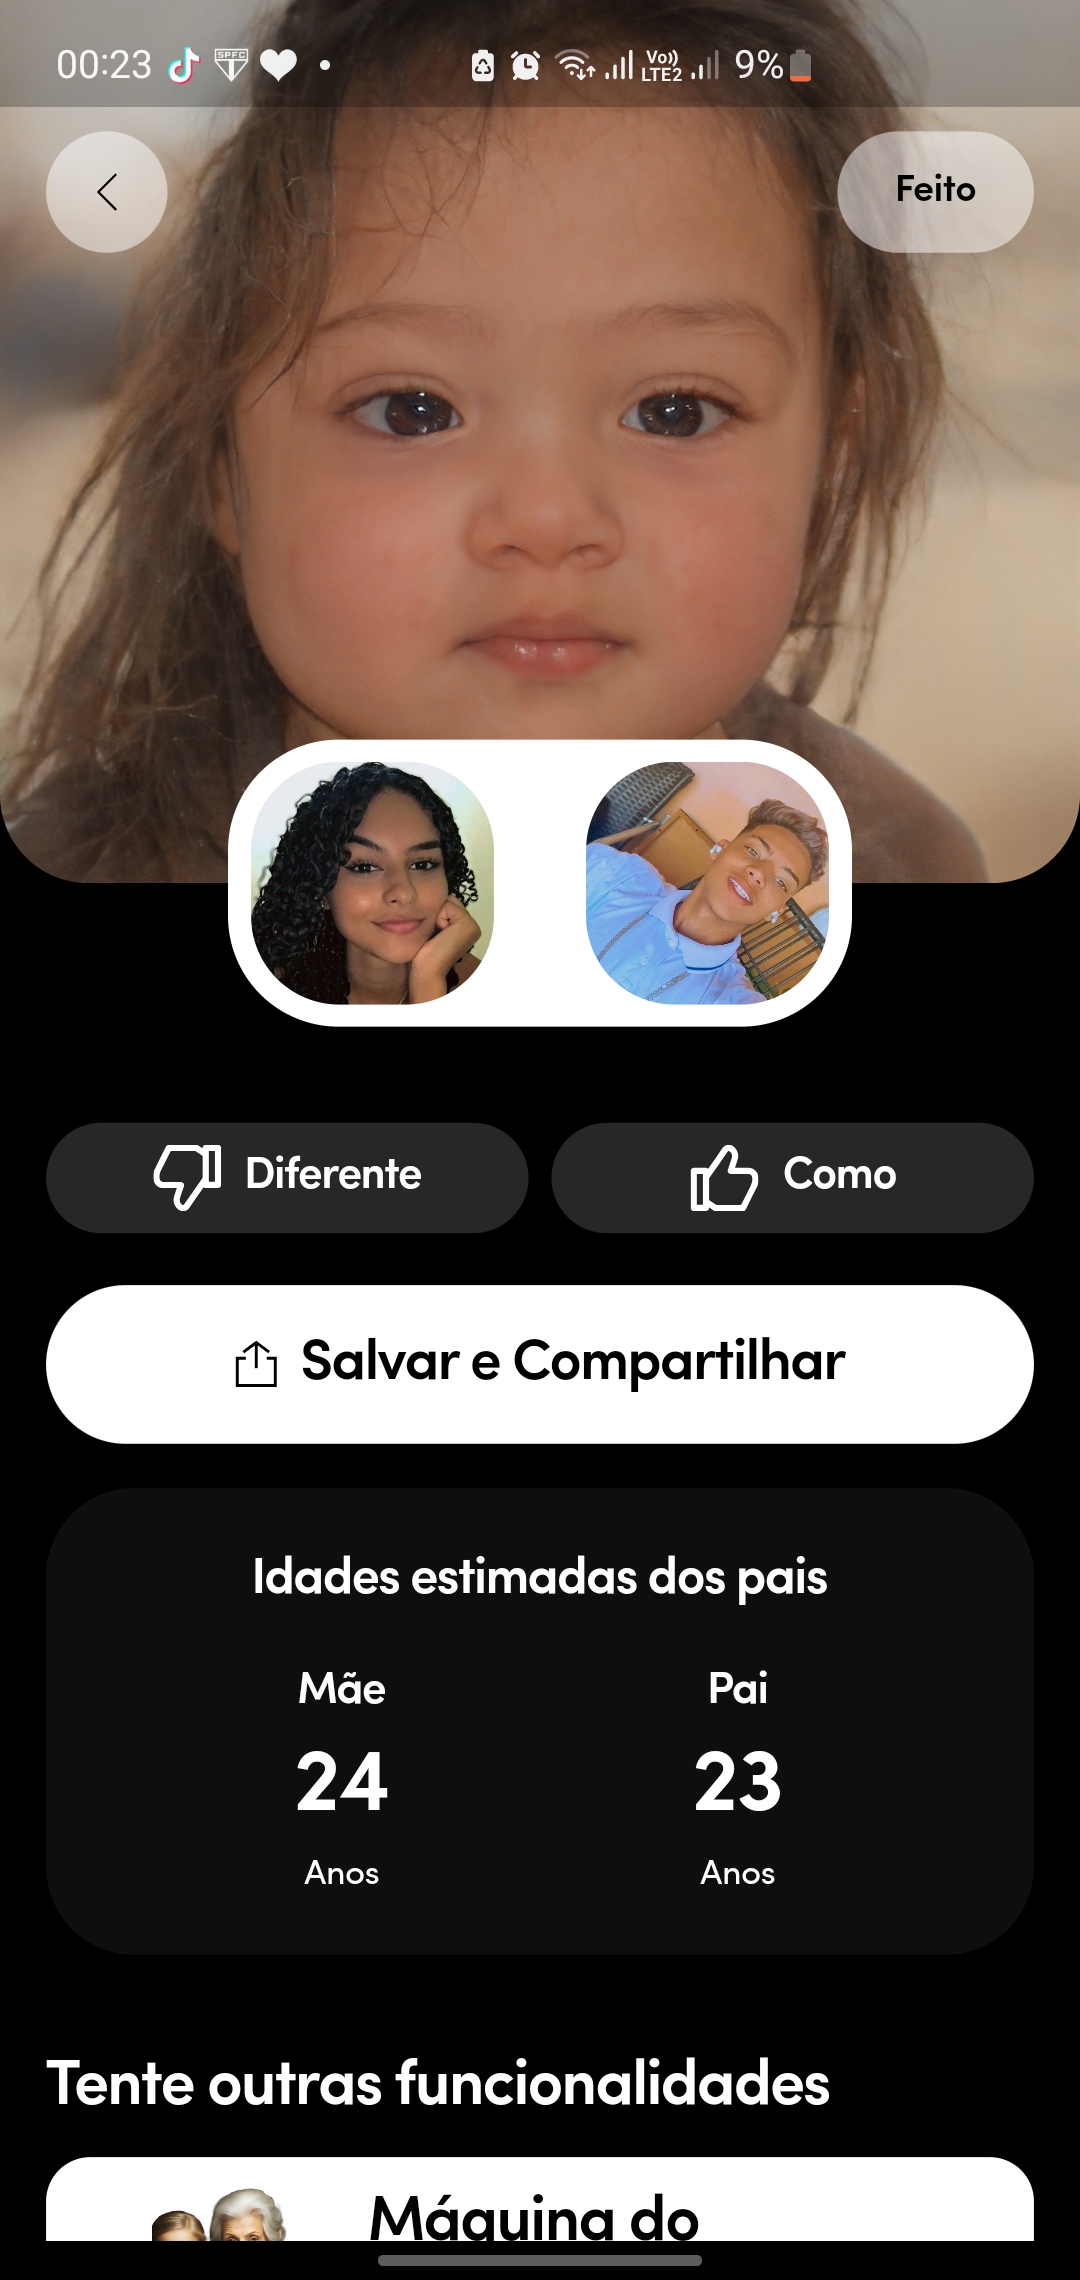 00:23 SPFC Vo)) LTE2 9%
Feito
Diferente
Como
Salvar e Compartilhar
Idades estimadas dos pais
Mãe Pai
24 23
Anos Anos
Tente outras funcionalidades
Máquina do